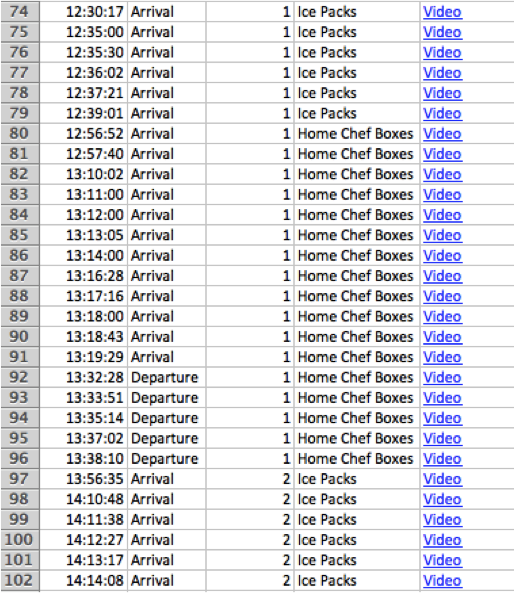 74 12:30:17 Arrival 1 Ice Packs Video
75 12:35:00 Arrival 1 Ice Packs Video
76 12:35:30 Arrival 1 Ice Packs Video
77 12:36:02 Arrival 1 Ice Packs Video
78 12:37:21 Arrival 1 Ice Packs Video
79 12:39:01 Arrival 1 Ice Packs Video
80 12:56:52 Arrival 1 Home Chef Boxes Video
81 12:57:40 Arrival 1 Home Chef Boxes Video
82 13:10:02 Arrival 1 Home Chef Boxes Video
83 13:11:00 Arrival 1 Home Chef Boxes Video
84 13:12:00 Arrival 1 Home Chef Boxes Video
85 13:13:05 Arrival 1 Home Chef Boxes Video
86 13:14:00 Arrival 1 Home Chef Boxes Video
87 13:16:28 Arrival 1 Home Chef Boxes Video
88 13:17:16 Arrival 1 Home Chef Boxes Video
89 13:18:00 Arrival 1 Home Chef Boxes Video
90 13:18:43 Arrival 1 Home Chef Boxes Video
91 13:19:29 Arrival 1 Home Chef Boxes Video
92 13:32:28 Departure 1 Home Chef Boxes Video
93 13:33:51 Departure 1 Home Chef Boxes Video
94 13:35:14 Departure 1 Home Chef Boxes Video
95 13:37:02 Departure 1 Home Chef Boxes Video
96 13:38:10 Departure 1 Home Chef Boxes Video
97 13:56:35 Arrival 2 Ice Packs Video
98 14:10:48 Arrival 2 Ice Packs Video
99 14:11:38 Arrival 2 Ice Packs Video
100 14:12:27 Arrival 2 Ice Packs Video
101 14:13:17 Arrival 2 Ice Packs Video
102 14:14:08 Arrival 2 Ice Packs Video